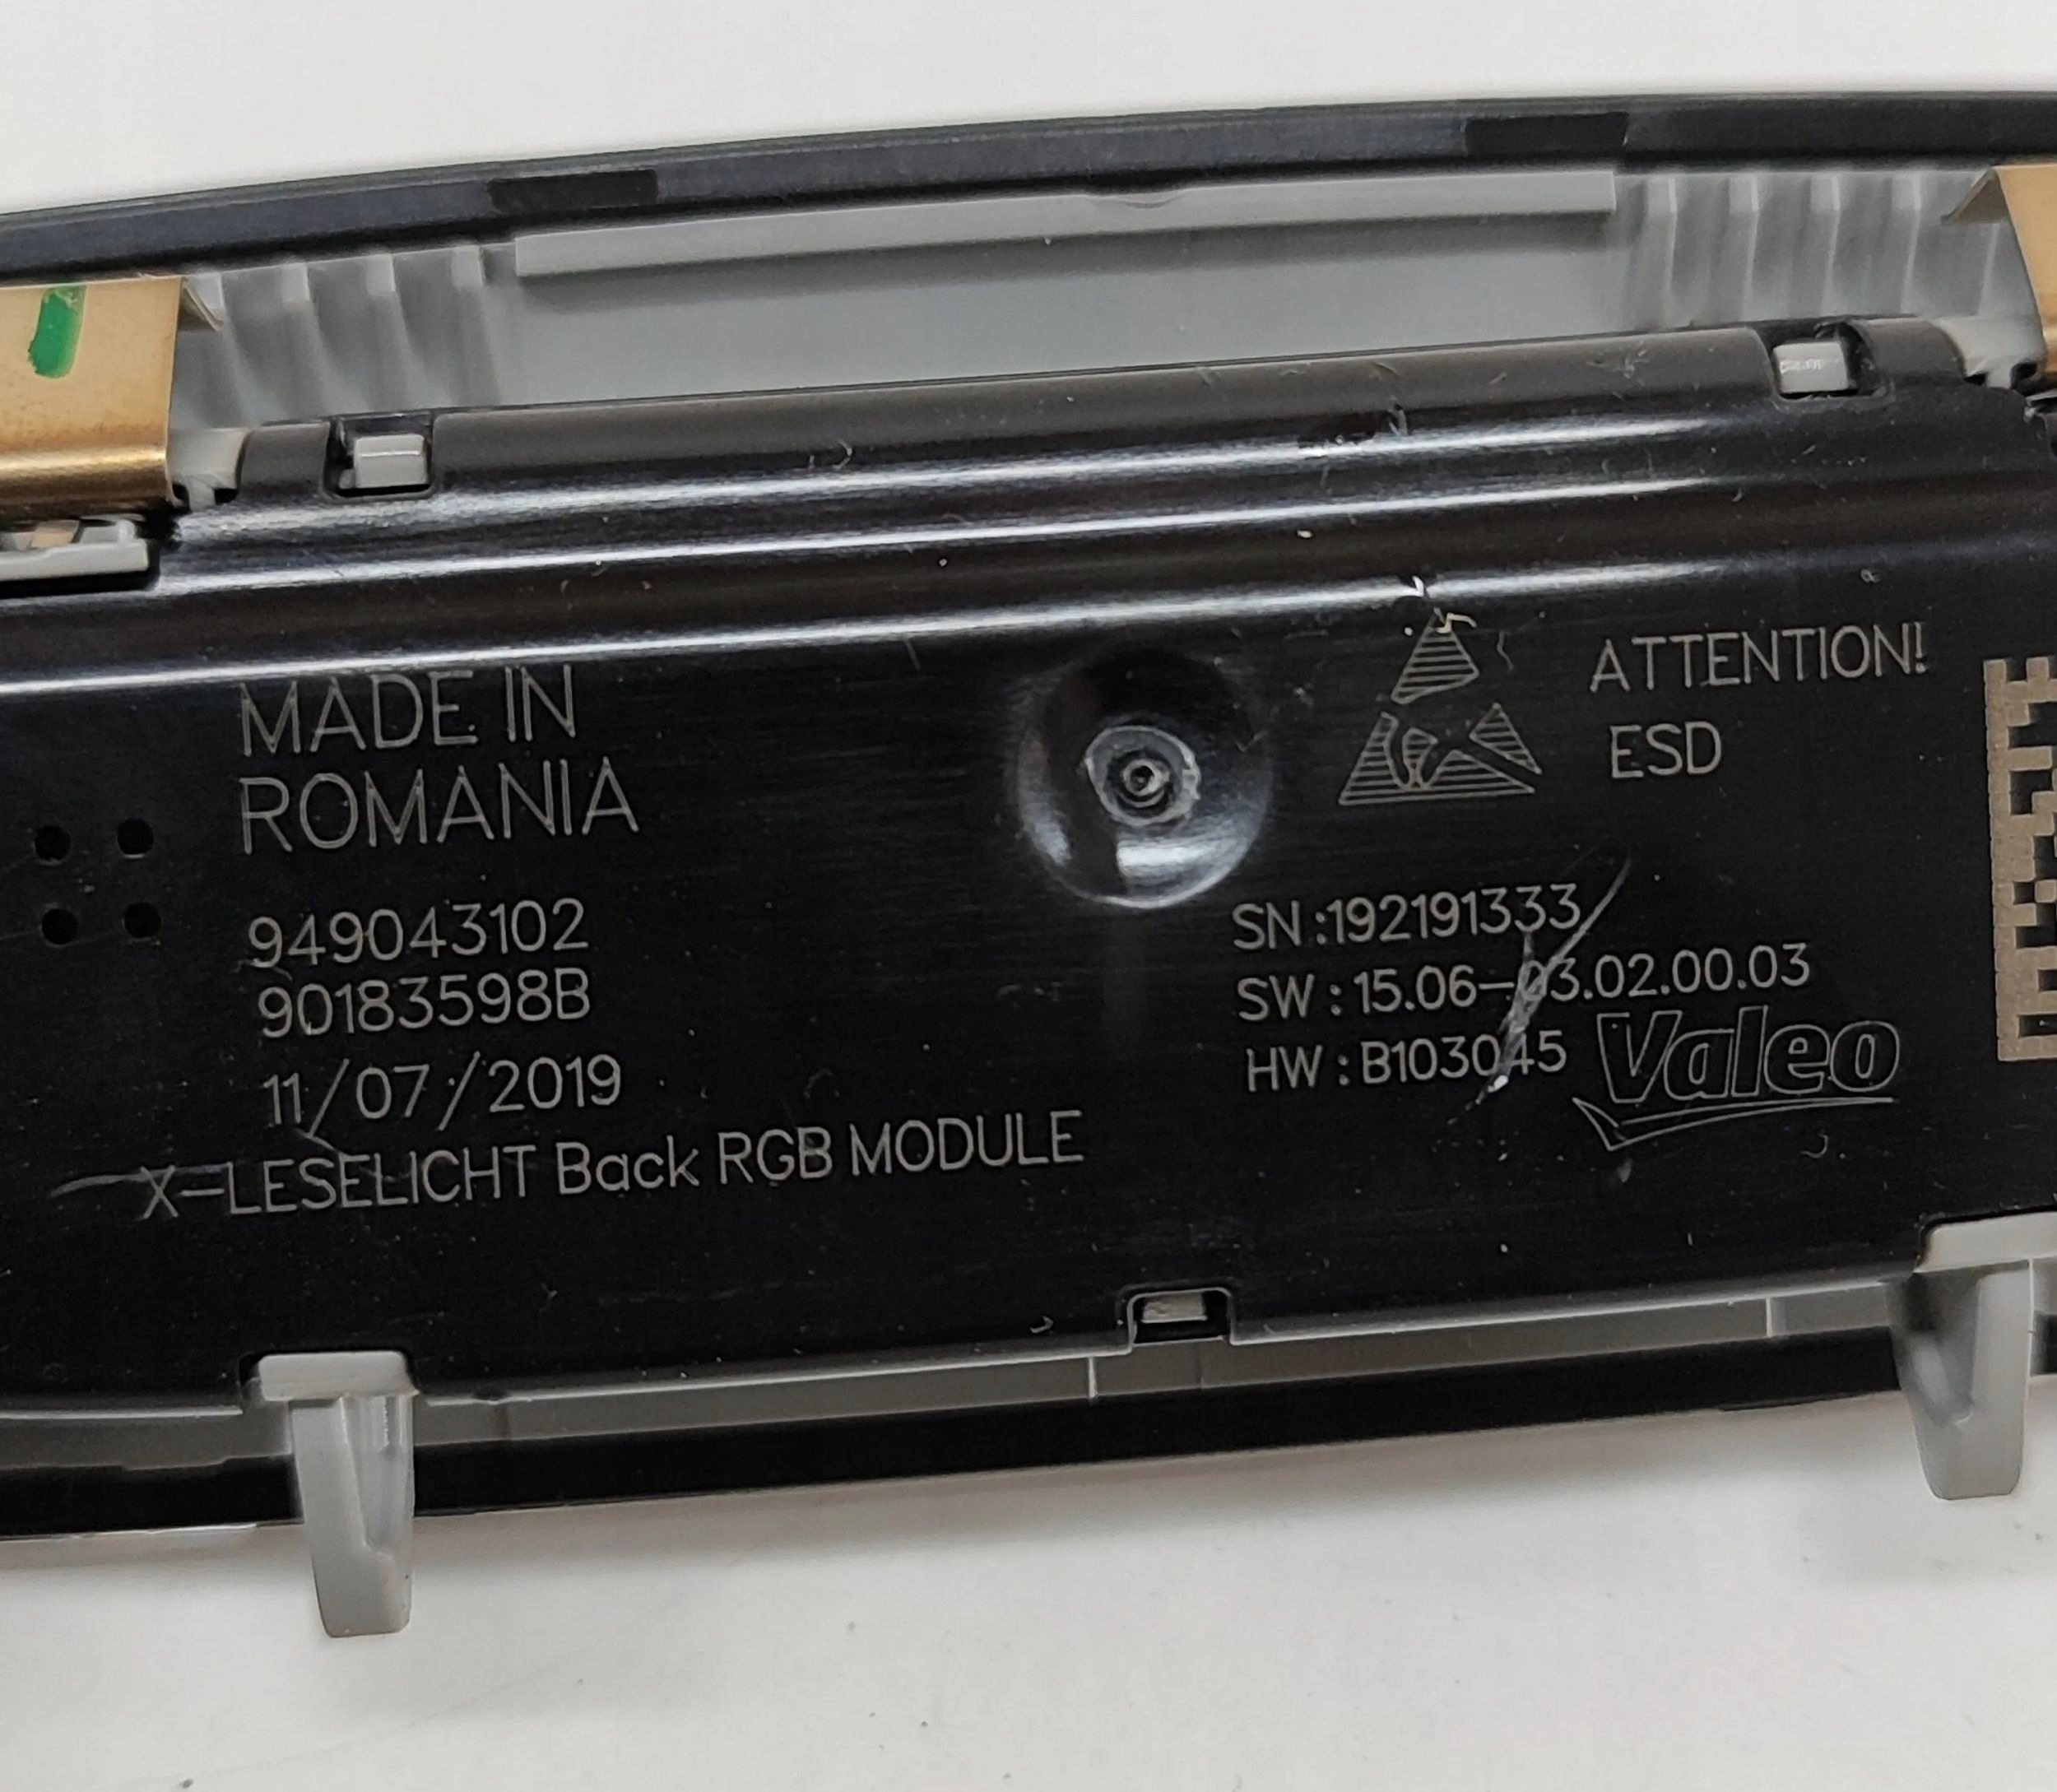 MADE IN
ROMANIA
949043102
90183598B
11/07/2019
X-LESELICHT Back RGB MODULE
ATTENTION!
ESD
SN:192191333
SW: 15.06-03.02.00.03
HW: B103045
Valeo